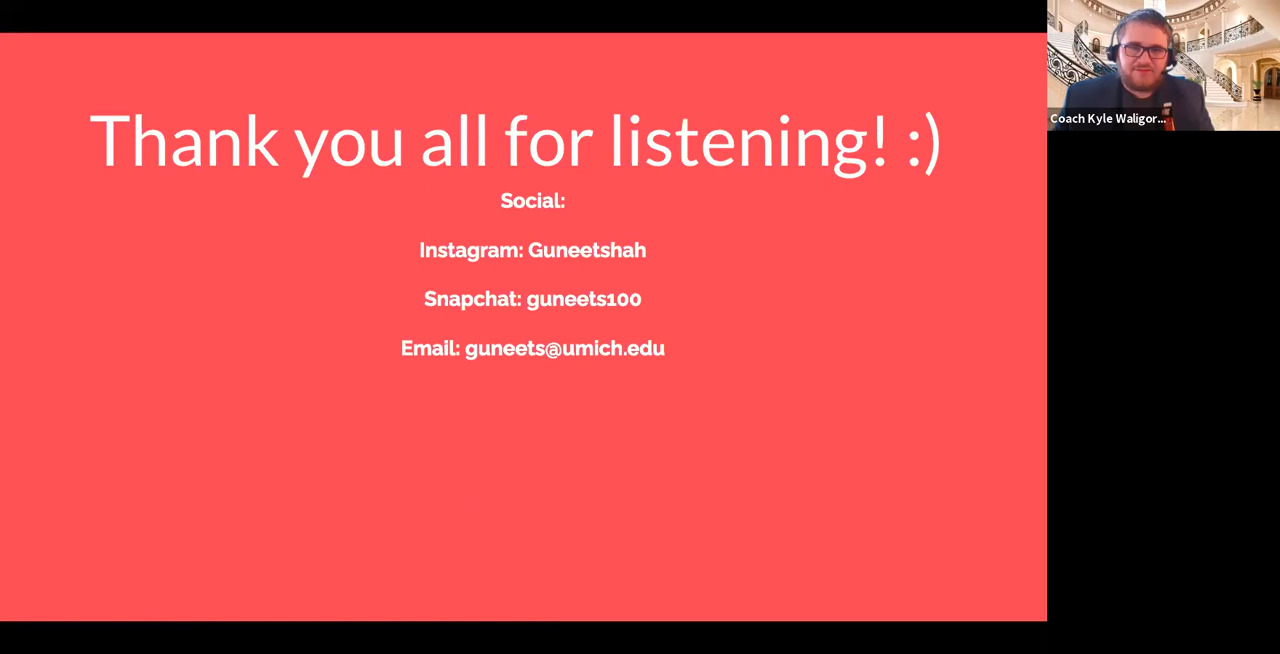 Thank you all for listening! :)
Social:
Instagram: Guneetshah
Snapchat: guneets100
Email: guneets@umich.edu
Coach Kyle Waligor...